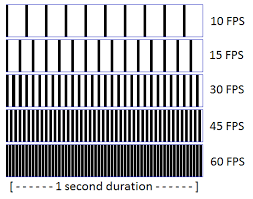 10 FPS
15 FPS
30 FPS
45 FPS
60 FPS
[ - - - - - - 1 second duration - - - - - - ]